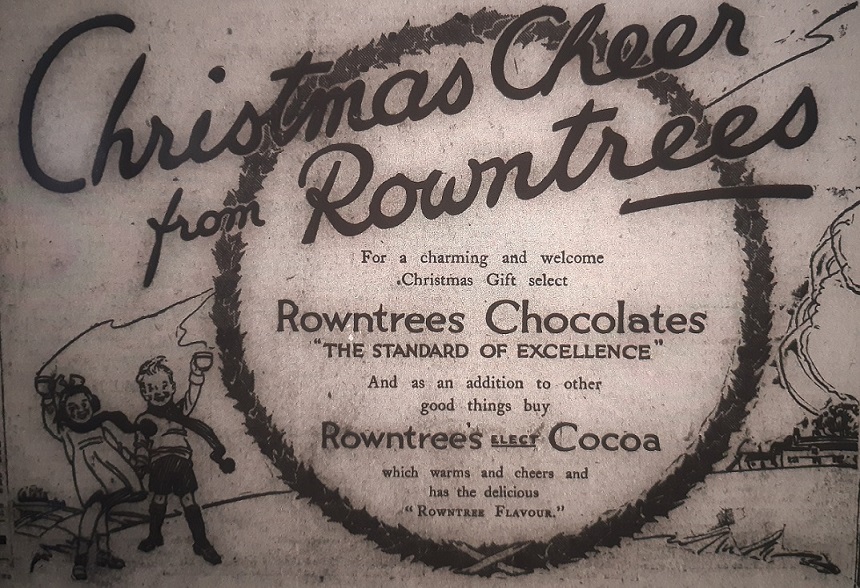 Christmas Cheer
from Rowntrees
For a charming and welcome
Christmas Gift select
Rowntrees Chocolates
"THE STANDARD OF EXCELLENCE"
And as an addition to other
good things buy
Rowntree's ELECT Cocoa
which warms and cheers and
has the delicious
"ROWNTREE FLAVOUR."